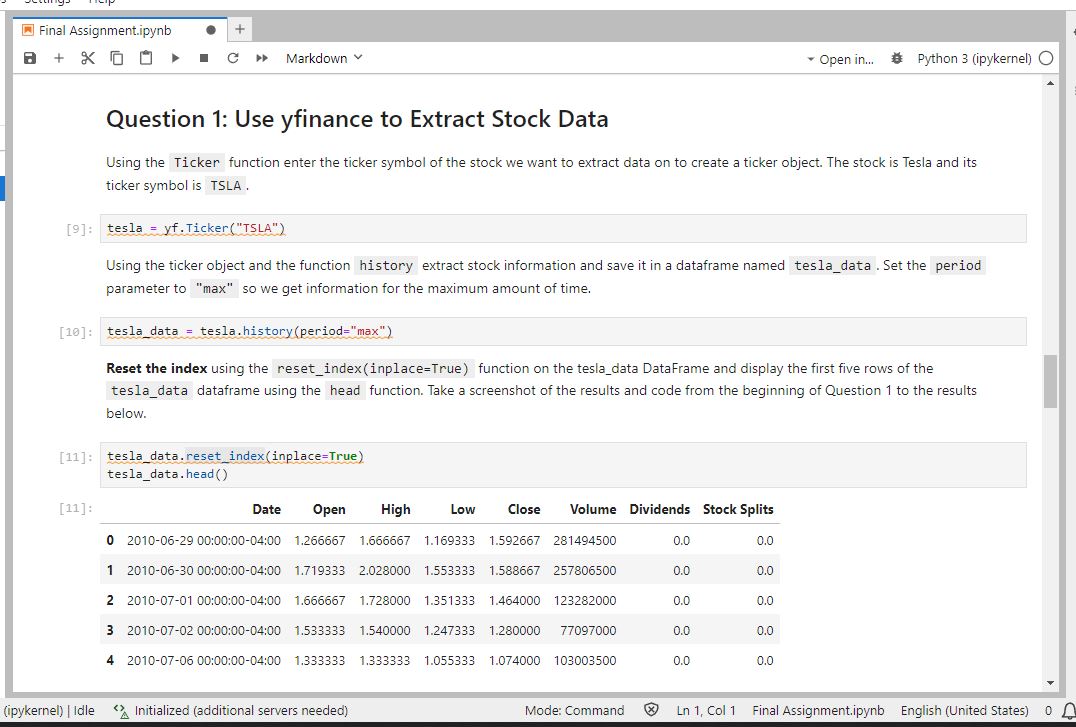 Settings Help
Final Assignment.ipynb
Markdown
Open in...
Python 3 (ipykernel)
Question 1: Use yfinance to Extract Stock Data
Using the Ticker function enter the ticker symbol of the stock we want to extract data on to create a ticker object. The stock is Tesla and its
ticker symbol is TSLA.
[9]: tesla = yf.Ticker("TSLA")
Using the ticker object and the function history extract stock information and save it in a dataframe named tesla_data. Set the period
parameter to "max" so we get information for the maximum amount of time.
[10]: tesla_data = tesla.history(period="max")
Reset the index using the reset_index(inplace=True) function on the tesla_data DataFrame and display the first five rows of the
tesla_data dataframe using the head function. Take a screenshot of the results and code from the beginning of Question 1 to the results
below.
[11]: tesla_data.reset_index(inplace=True)
tesla_data.head()
[11]: Date Open High Low Close Volume Dividends Stock Splits
0 2010-06-29 00:00:00-04:00 1.266667 1.666667 1.169333 1.592667 281494500 0.0 0.0
1 2010-06-30 00:00:00-04:00 1.719333 2.028000 1.553333 1.588667 257806500 0.0 0.0
2 2010-07-01 00:00:00-04:00 1.666667 1.728000 1.351333 1.464000 123282000 0.0 0.0
3 2010-07-02 00:00:00-04:00 1.533333 1.540000 1.247333 1.280000 77097000 0.0 0.0
4 2010-07-06 00:00:00-04:00 1.333333 1.333333 1.055333 1.074000 103003500 0.0 0.0
(ipykernel) | Idle Initialized (additional servers needed) Mode: Command Ln 1, Col 1 Final Assignment.ipynb English (United States) 0